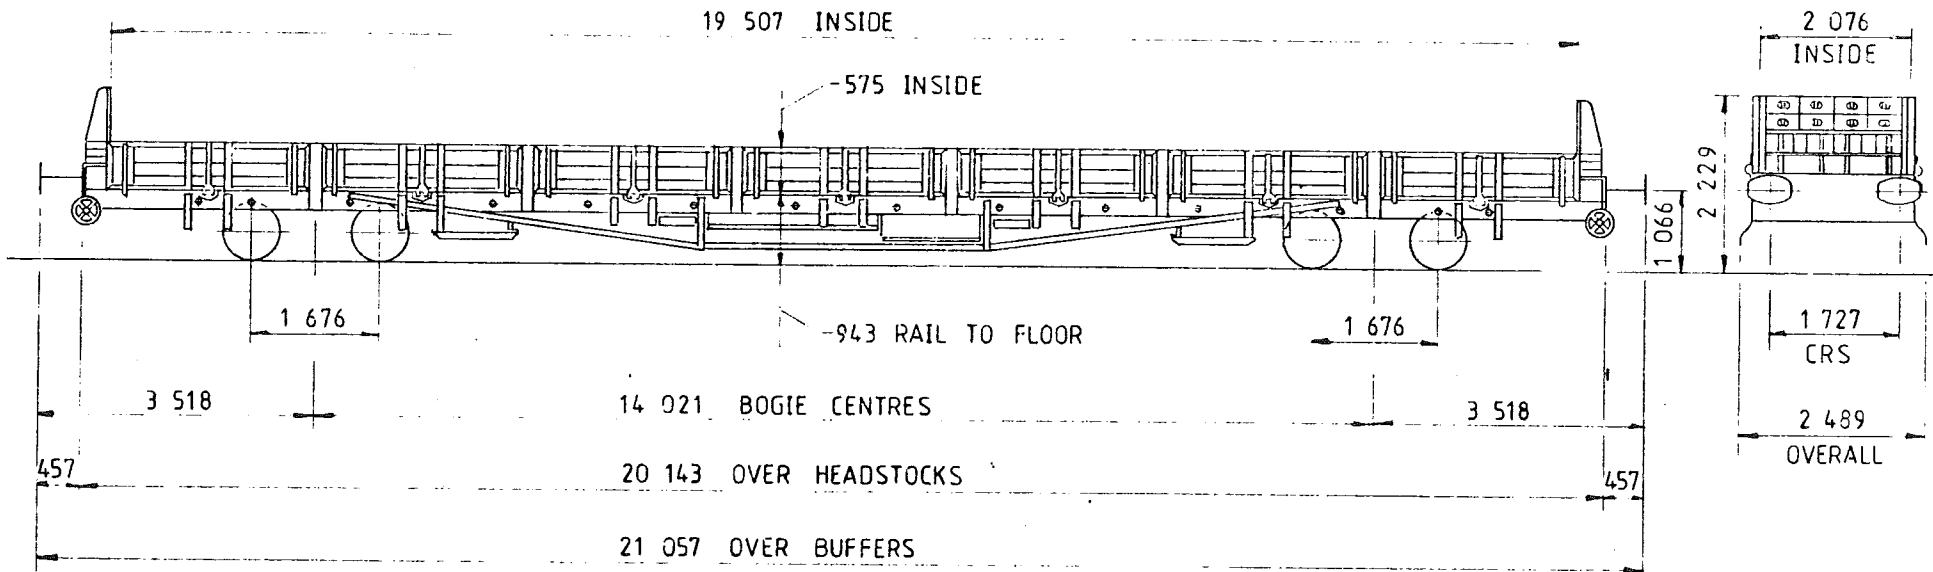 19 507 INSIDE
2 076
INSIDE
-575 INSIDE
2 229
1 066
1 676
-943 RAIL TO FLOOR
1 676
1 727
CRS
3 518
14 021 BOGIE CENTRES
3 518
2 489
OVERALL
457
20 143 OVER HEADSTOCKS
457
21 057 OVER BUFFERS